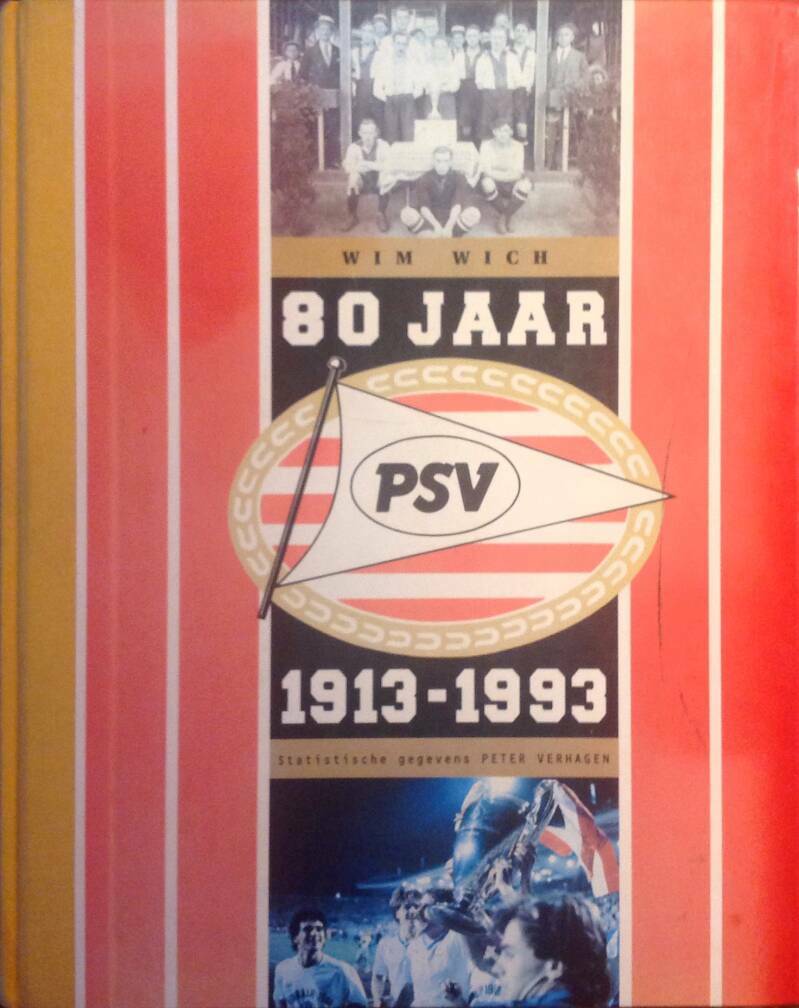 WIM WICH
80 JAAR
PSV
1913-1993
Statistische gegevens PETER VERHAGEN